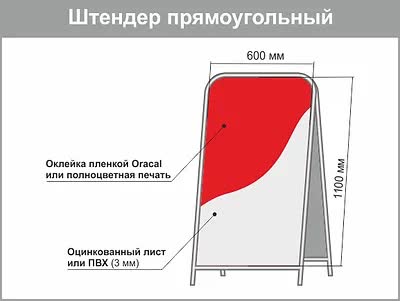 Штендер прямоугольный
600 мм
1100 мм
Оклейка пленкой Oracal
или полноцветная печать
Оцинкованный лист
или ПВХ (3 мм)